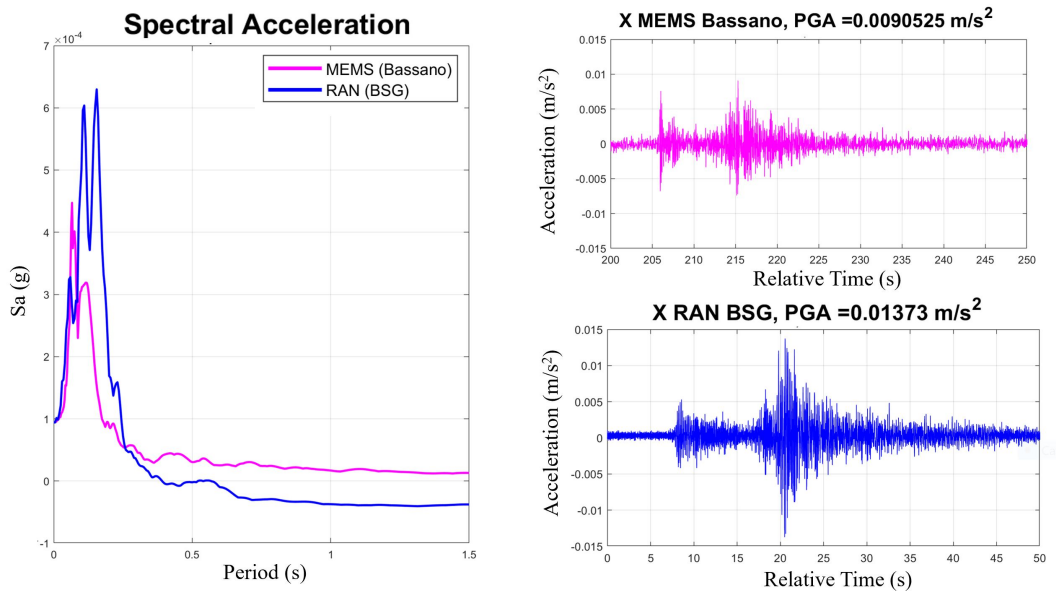 Spectral Acceleration
×10⁻⁴
7
6
5
4
3
2
1
0
-1
Sa (g)
MEMS (Bassano)
RAN (BSG)
0 0.5 1 1.5
Period (s)
X MEMS Bassano, PGA =0.0090525 m/s²
0.015
0.01
0.005
0
-0.005
-0.01
-0.015
Acceleration (m/s²)
200 205 210 215 220 225 230 235 240 245 250
Relative Time (s)
X RAN BSG, PGA =0.01373 m/s²
0.015
0.01
0.005
0
-0.005
-0.01
-0.015
Acceleration (m/s²)
0 5 10 15 20 25 30 35 40 45 50
Relative Time (s)